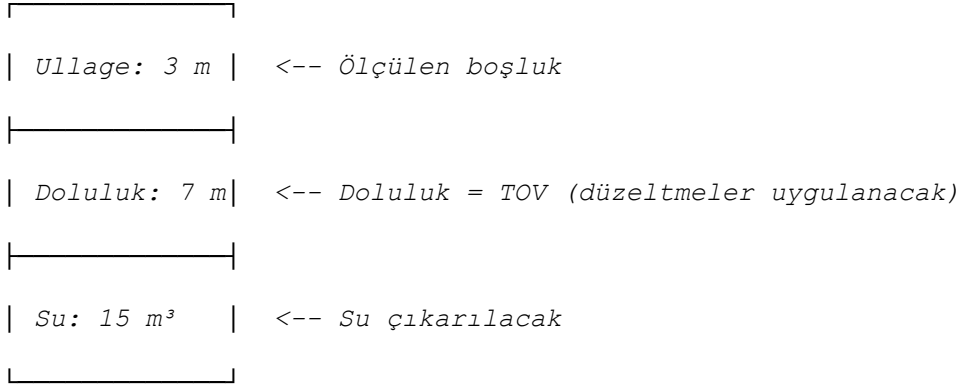 Ullage: 3 m <-- Ölçülen boşluk
Doluluk: 7 m <-- Doluluk = TOV (düzeltmeler uygulanacak)
Su: 15 m³ <-- Su çıkarılacak